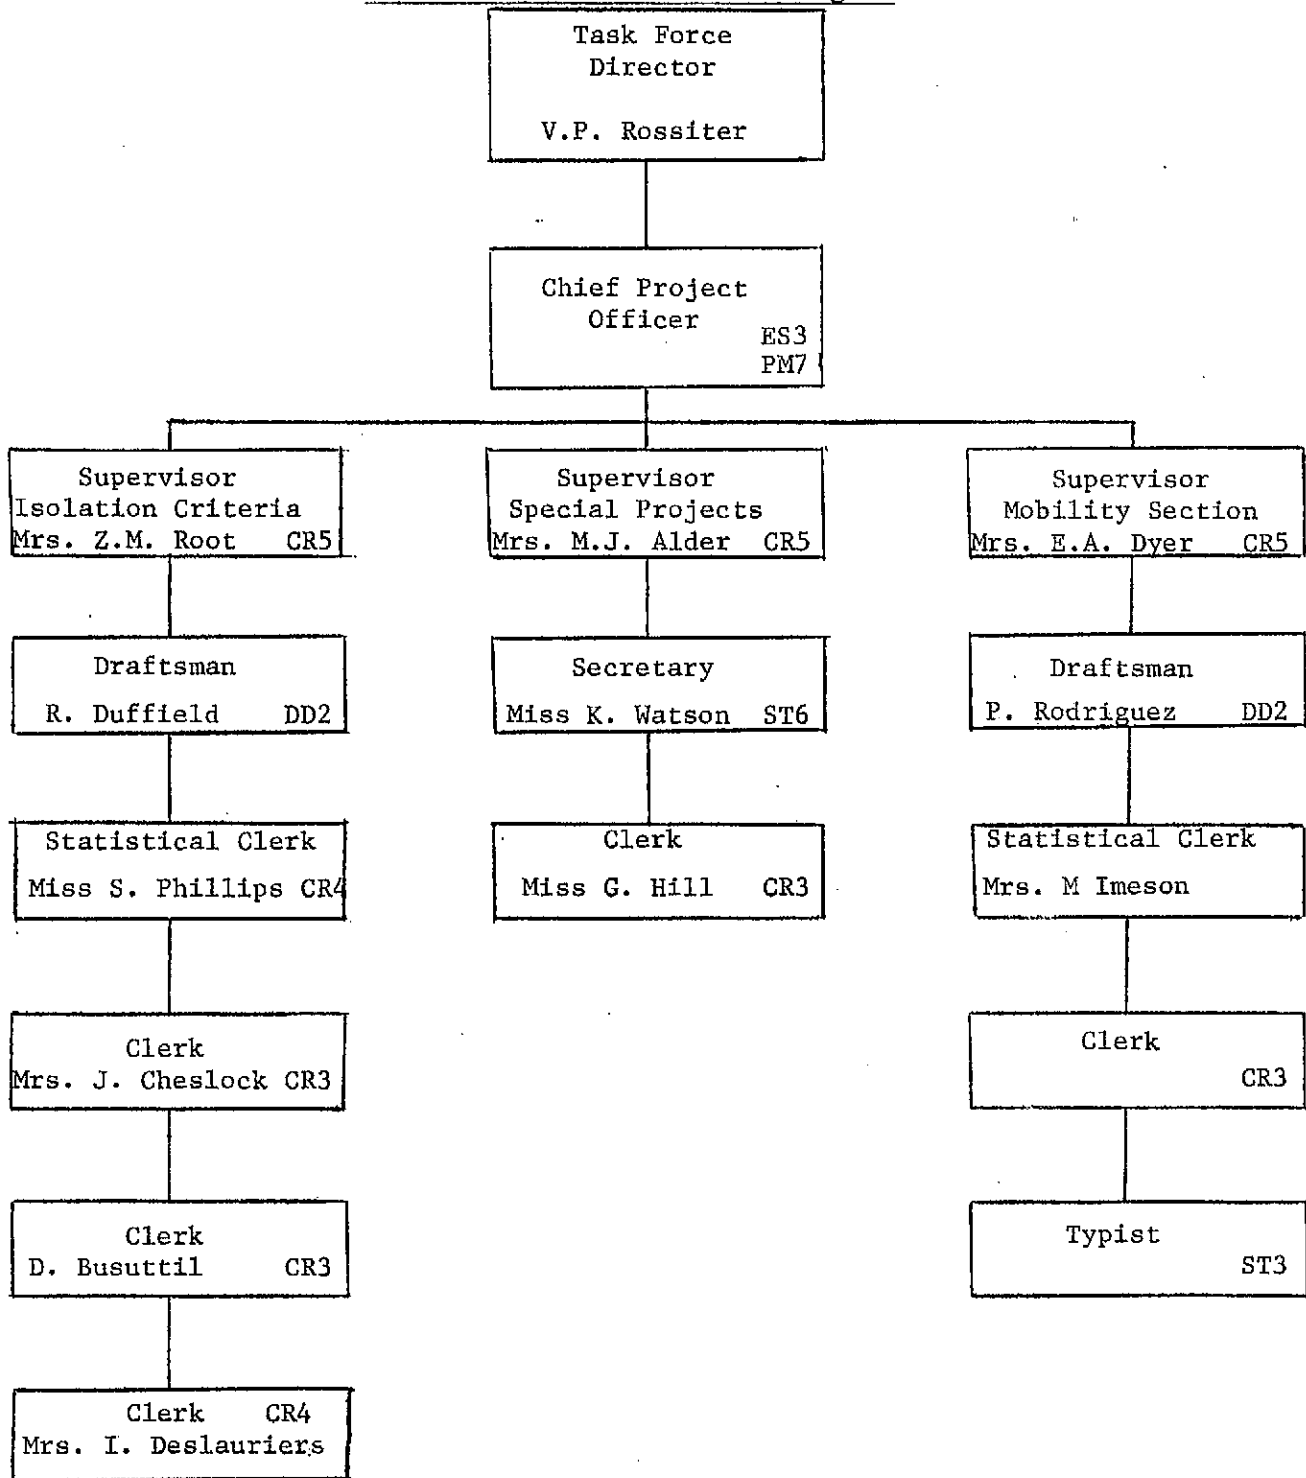 Task Force
Director
V.P. Rossiter
Chief Project
Officer
ES3
PM7
Supervisor
Isolation Criteria
Mrs. Z.M. Root CR5
Supervisor
Special Projects
Mrs. M.J. Alder CR5
Supervisor
Mobility Section
Mrs. E.A. Dyer CR5
Draftsman
R. Duffield DD2
Secretary
Miss K. Watson ST6
Draftsman
P. Rodriguez DD2
Statistical Clerk
Miss S. Phillips CR4
Clerk
Miss G. Hill CR3
Statistical Clerk
Mrs. M Imeson
Clerk
Mrs. J. Cheslock CR3
Clerk
CR3
Clerk
D. Busuttil CR3
Typist
ST3
Clerk CR4
Mrs. I. Deslauriers